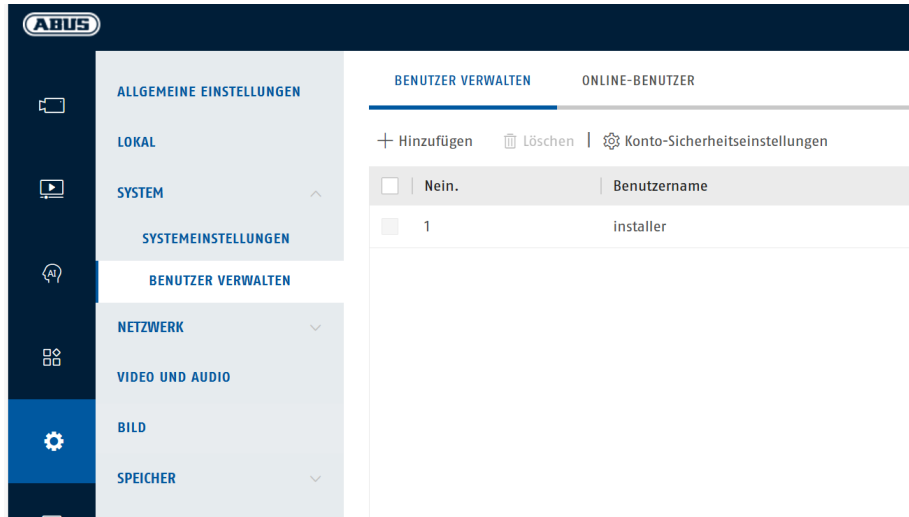 ABUS
BENUTZER VERWALTEN ONLINE-BENUTZER
ALLGEMEINE EINSTELLUNGEN
LOKAL
SYSTEM
SYSTEMEINSTELLUNGEN
BENUTZER VERWALTEN
NETZWERK
VIDEO UND AUDIO
BILD
SPEICHER
AI
+ Hinzufügen Löschen | Konto-Sicherheitseinstellungen
Nein. Benutzername
1 installer